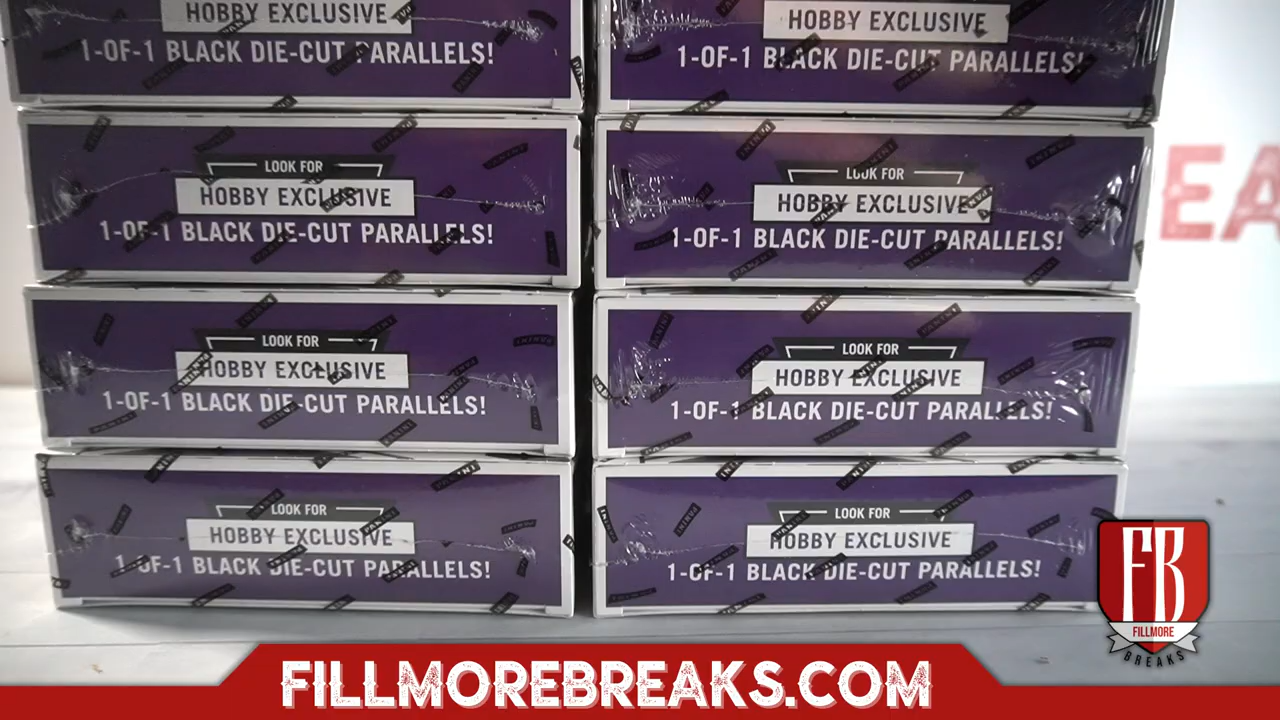 HOBBY EXCLUSIVE
1-OF-1 BLACK DIE-CUT PARALLELS!
HOBBY EXCLUSIVE
1-OF-1 BLACK DIE-CUT PARALLELS!
LOOK FOR
HOBBY EXCLUSIVE
1-OF-1 BLACK DIE-CUT PARALLELS!
LOOK FOR
HOBBY EXCLUSIVE
1-OF-1 BLACK DIE-CUT PARALLELS!
LOOK FOR
HOBBY EXCLUSIVE
1-OF-1 BLACK DIE-CUT PARALLELS!
LOOK FOR
HOBBY EXCLUSIVE
1-OF-1 BLACK DIE-CUT PARALLELS!
LOOK FOR
HOBBY EXCLUSIVE
1-OF-1 BLACK DIE-CUT PARALLELS!
LOOK FOR
HOBBY EXCLUSIVE
1-OF-1 BLACK DIE-CUT PARALLELS!
PANINI
EA
FB
FILLMORE
BREAKS
FILLMOREBREAKS.COM